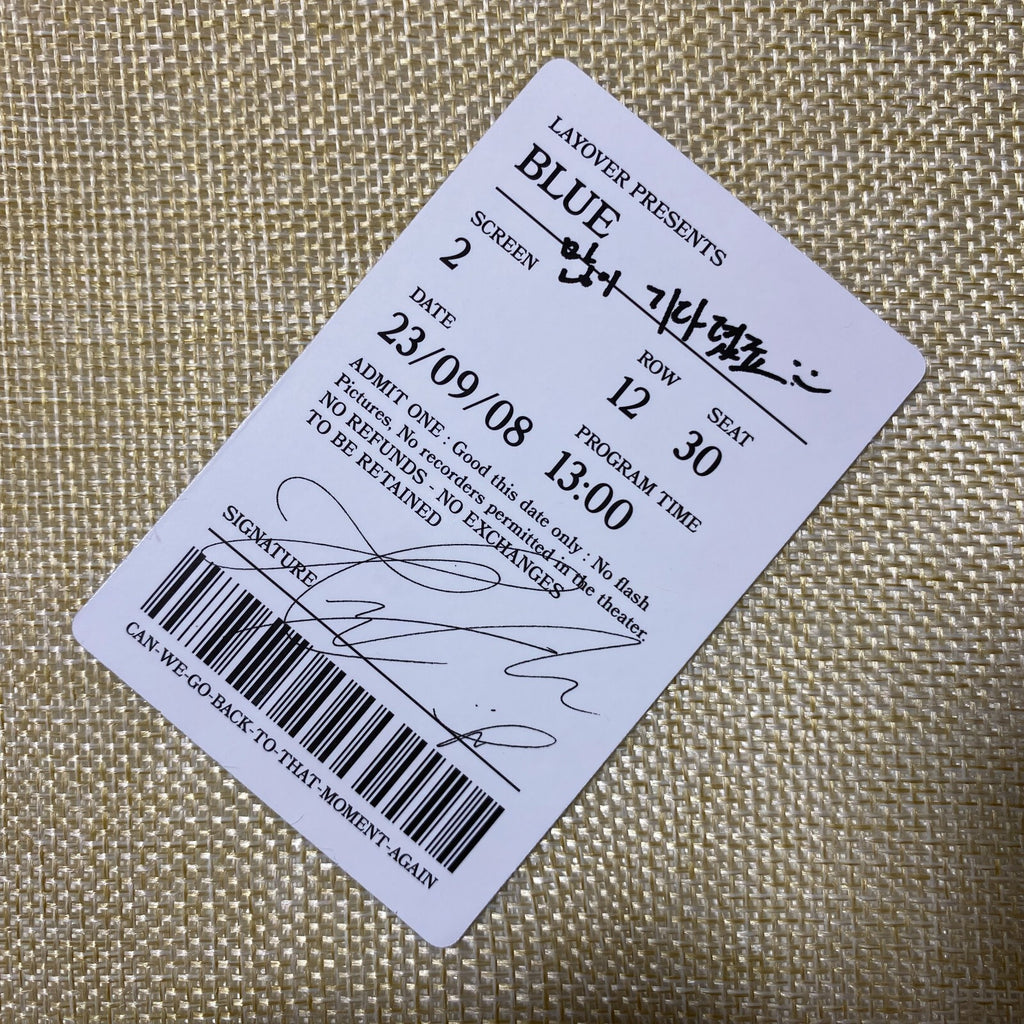 LAYOVER PRESENTS
BLUE
많이 기다렸죠 :)
SCREEN ROW SEAT
2 12 30
DATE PROGRAM TIME
23/09/08 13:00
ADMIT ONE : Good this date only : No flash
Pictures, No recorders permitted in the theater,
NO REFUNDS - NO EXCHANGES
TO BE RETAINED
SIGNATURE
CAN-WE-GO-BACK-TO-THAT-MOMENT-AGAIN